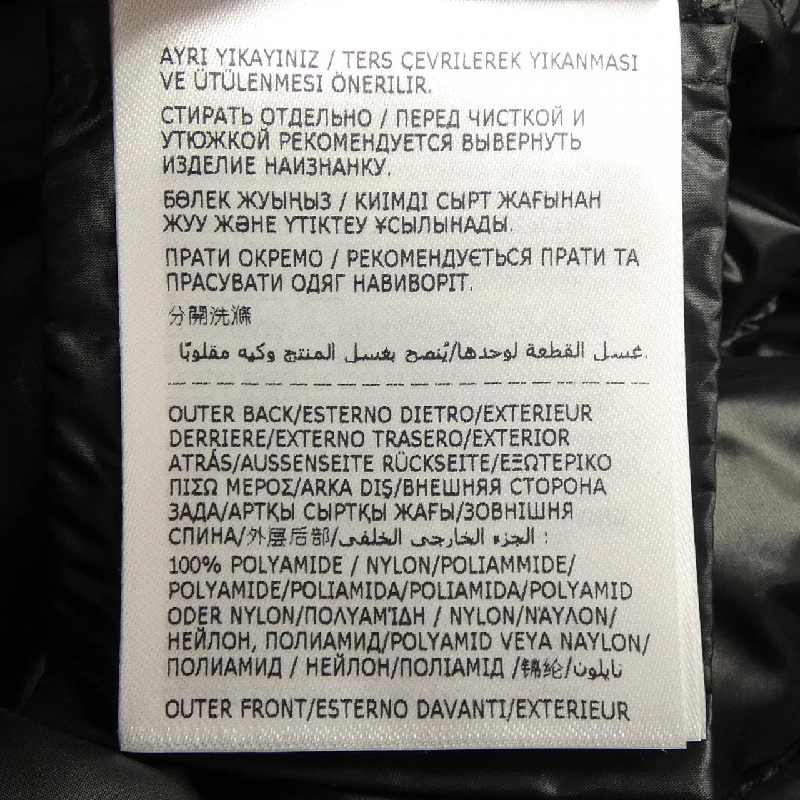 AYRI YIKAYINIZ / TERS ÇEVRILEREK YIKANMASI
VE ÜTÜLENMESI ÖNERILIR.
СТИРАТЬ ОТДЕЛЬНО / ПЕРЕД ЧИСТКОЙ И
УТЮЖКОЙ РЕКОМЕНДУЕТСЯ ВЫВЕРНУТЬ
ИЗДЕЛИЕ НАИЗНАНКУ.
БӨЛЕК ЖУЫҢЫЗ / КИІМДІ СЫРТ ЖАҒЫНАН
ЖУУ ЖӘНЕ ҮТІКТЕУ ҰСЫЛЫНАДЫ.
ПРАТИ ОКРЕМО / РЕКОМЕНДУЄТЬСЯ ПРАТИ ТА
ПРАСУВАТИ ОДЯГ НАВИВОРІТ.
分開洗滌
غسل القطعة لوحدها/يُنصح بغسل المنتج وكيه مقلوبًا.
OUTER BACK/ESTERNO DIETRO/EXTERIEUR
DERRIERE/EXTERNO TRASERO/EXTERIOR
ATRÁS/AUSSENSEITE RÜCKSEITE/ΕΞΩΤΕΡΙΚΟ
ΠΙΣΩ ΜΕΡΟΣ/ARKA DIŞ/ВНЕШНЯЯ СТОРОНА
ЗАДА/АРТҚЫ СЫРТҚЫ ЖАҒЫ/ЗОВНІШНЯ
СПИНА/外层后部/الجزء الخارجي الخلفي :
100% POLYAMIDE / NYLON/POLIAMMIDE/
POLYAMIDE/POLIAMIDA/POLIAMIDA/POLYAMID
ODER NYLON/ΠΟΛΥΑΜΊΔΗ / NYLON/ΝΆΥΛΟΝ/
НЕЙЛОН, ПОЛИАМИД/POLYAMID VEYA NAYLON/
ПОЛИАМИД / НЕЙЛОН/ПОЛІАМІД /锦纶/نايلون
OUTER FRONT/ESTERNO DAVANTI/EXTERIEUR